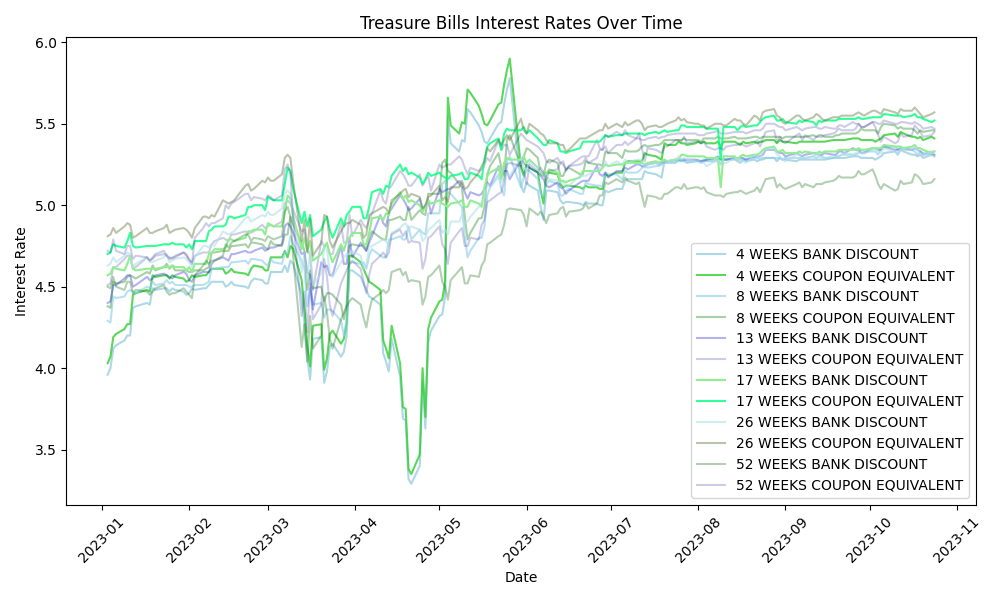 Treasure Bills Interest Rates Over Time
Interest Rate
6.0
5.5
5.0
4.5
4.0
3.5
4 WEEKS BANK DISCOUNT
4 WEEKS COUPON EQUIVALENT
8 WEEKS BANK DISCOUNT
8 WEEKS COUPON EQUIVALENT
13 WEEKS BANK DISCOUNT
13 WEEKS COUPON EQUIVALENT
17 WEEKS BANK DISCOUNT
17 WEEKS COUPON EQUIVALENT
26 WEEKS BANK DISCOUNT
26 WEEKS COUPON EQUIVALENT
52 WEEKS BANK DISCOUNT
52 WEEKS COUPON EQUIVALENT
2023-01
2023-02
2023-03
2023-04
2023-05
2023-06
2023-07
2023-08
2023-09
2023-10
2023-11
Date